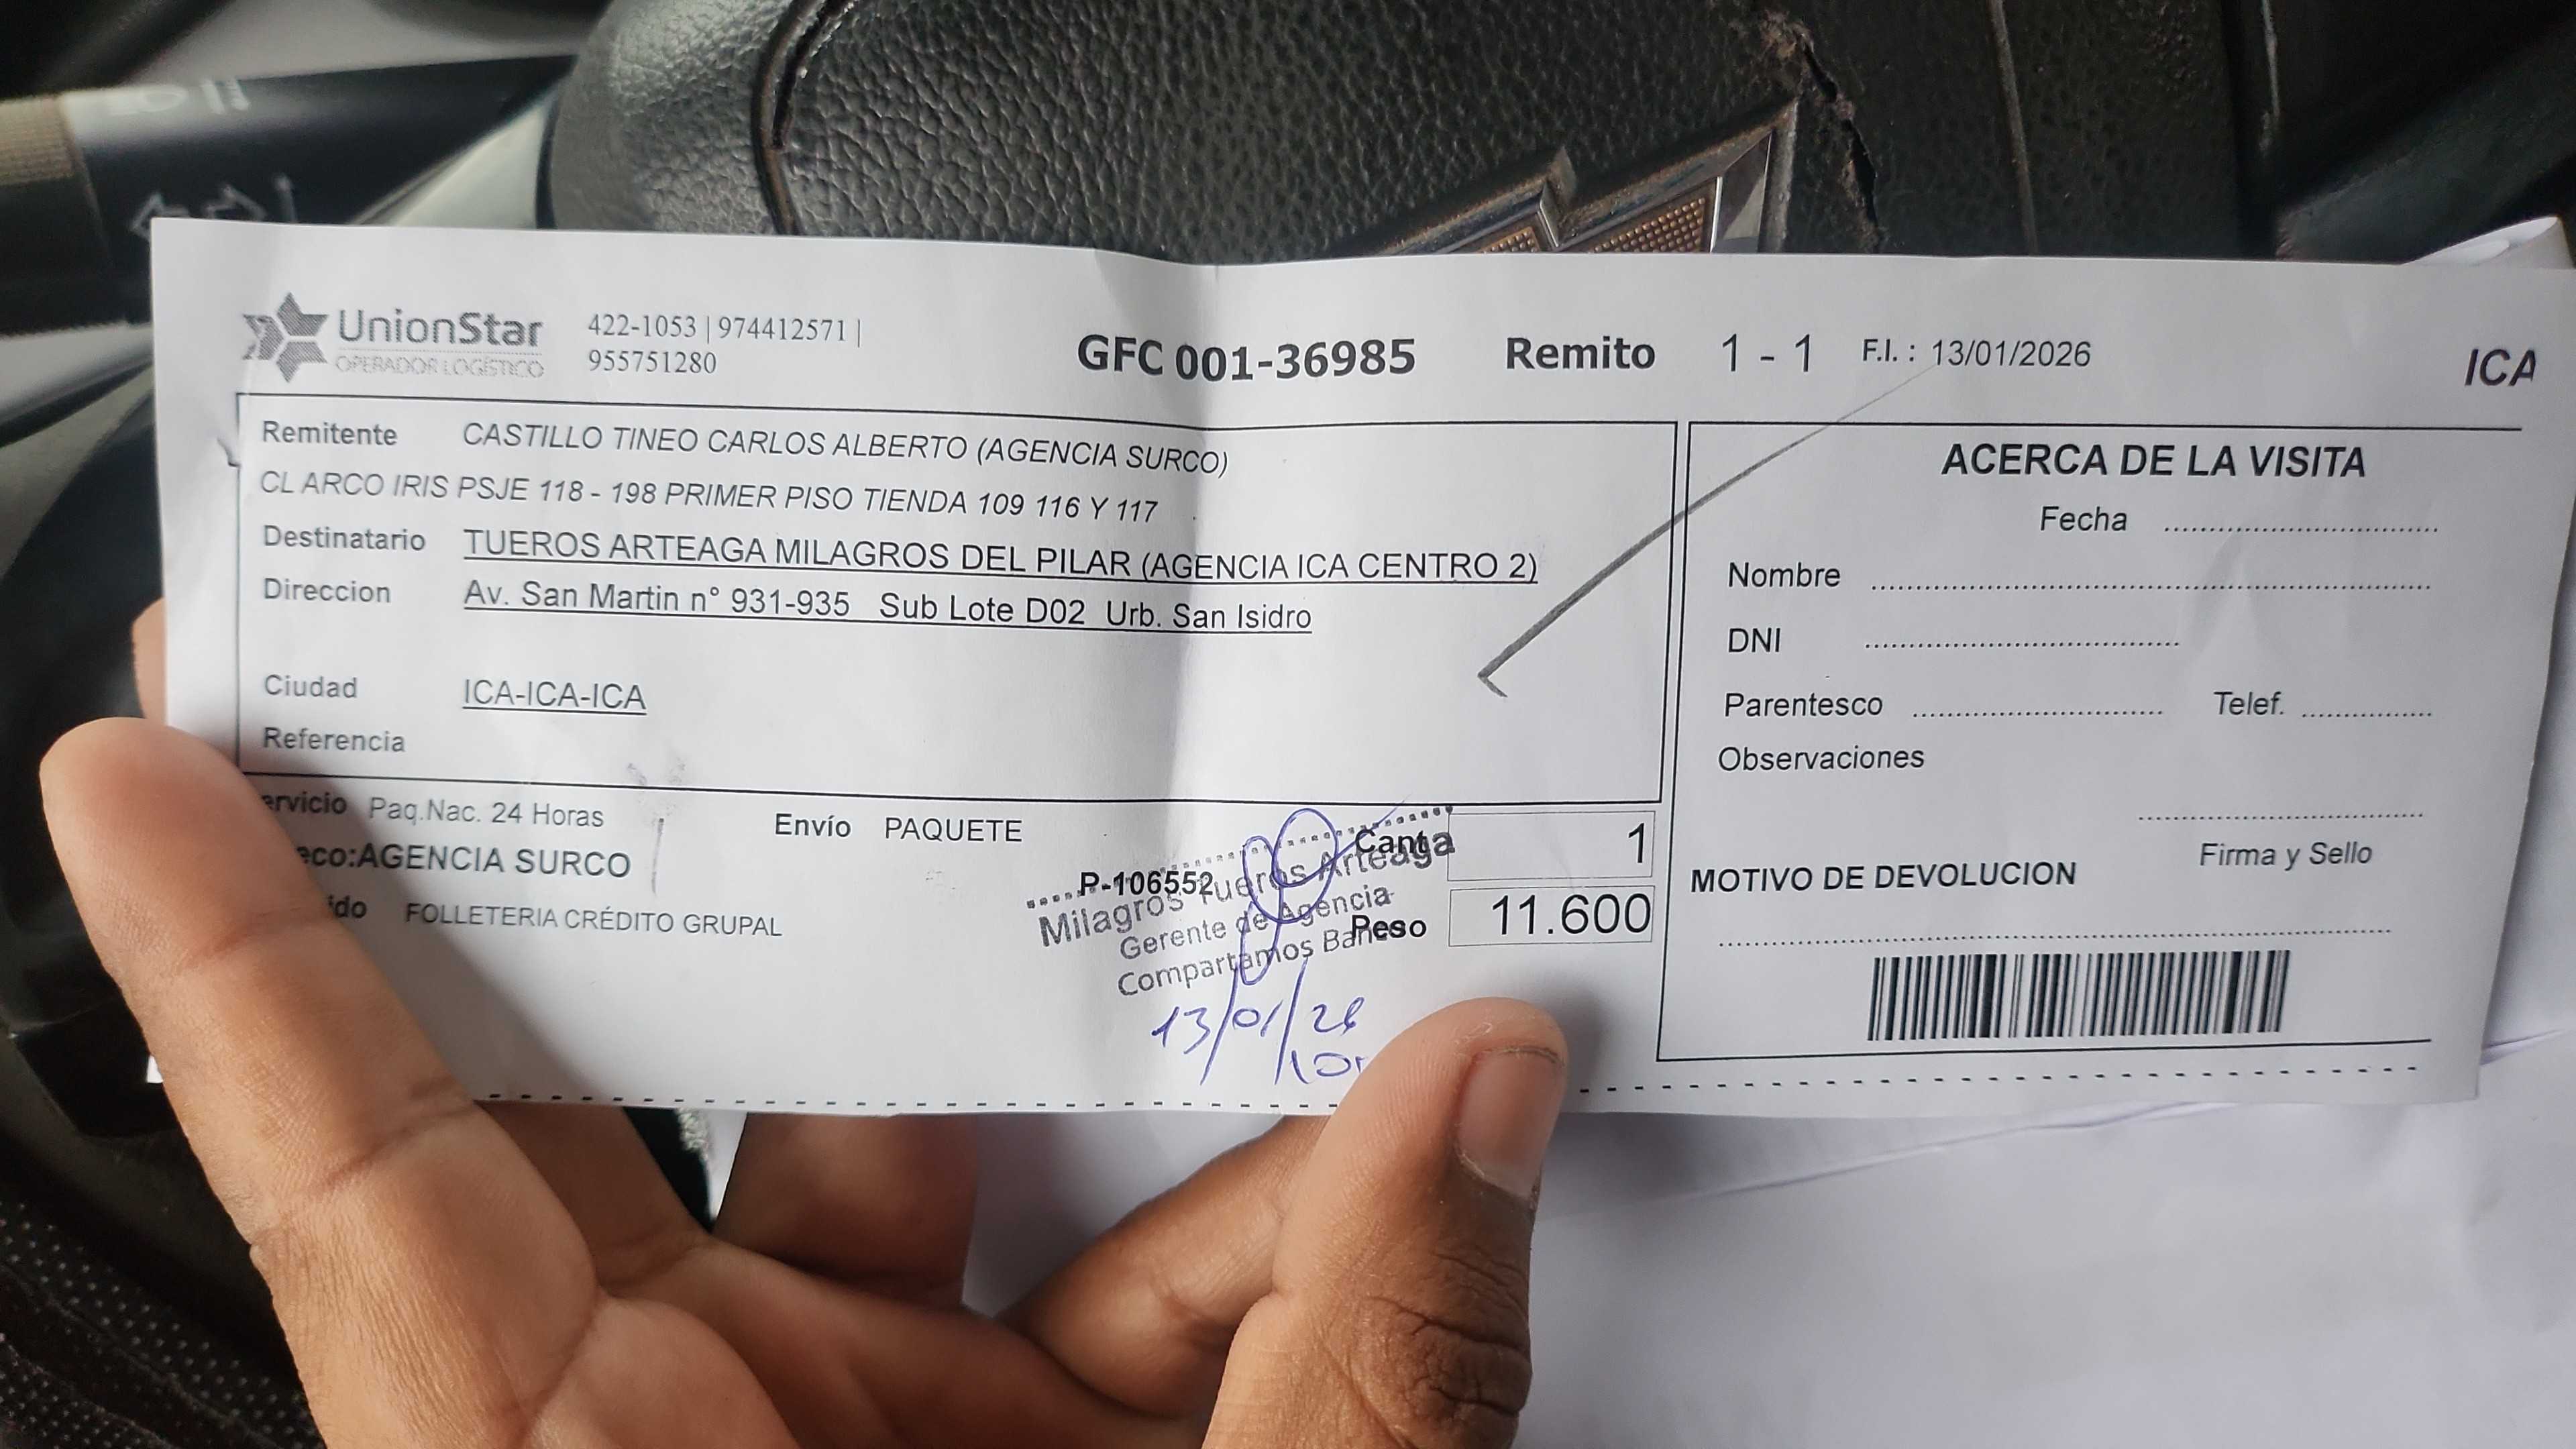 UnionStar
OPERADOR LOGÍSTICO
422-1053 | 974412571 |
955751280
GFC 001-36985 Remito 1 - 1 F.I. : 13/01/2026
ICA
Remitente CASTILLO TINEO CARLOS ALBERTO (AGENCIA SURCO)
CL ARCO IRIS PSJE 118 - 198 PRIMER PISO TIENDA 109 116 Y 117
Destinatario TUEROS ARTEAGA MILAGROS DEL PILAR (AGENCIA ICA CENTRO 2)
Direccion Av. San Martin n° 931-935 Sub Lote D02 Urb. San Isidro
Ciudad ICA-ICA-ICA
Referencia
ervicio Paq.Nac. 24 Horas
Envío PAQUETE
eco:AGENCIA SURCO
ido FOLLETERIA CRÉDITO GRUPAL
P-106552
Cant 1
Peso 11.600
Milagros Tueros Arteaga
Gerente de Agencia
Compartamos Banco
13/01/26
ACERCA DE LA VISITA
Fecha
Nombre
DNI
Parentesco Telef.
Observaciones
Firma y Sello
MOTIVO DE DEVOLUCION